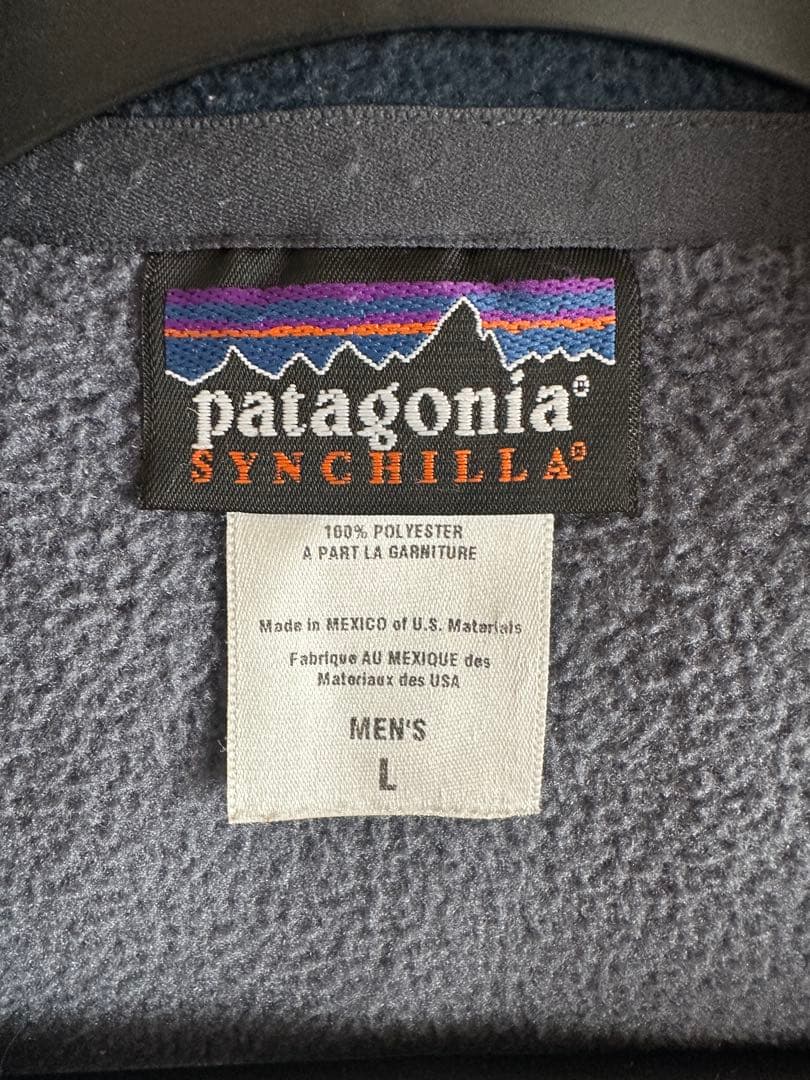 patagonia®
SYNCHILLA®
100% POLYESTER
A PART LA GARNITURE
Made in MEXICO of U.S. Materials
Fabrique AU MEXIQUE des
Materiaux des USA
MEN'S
L